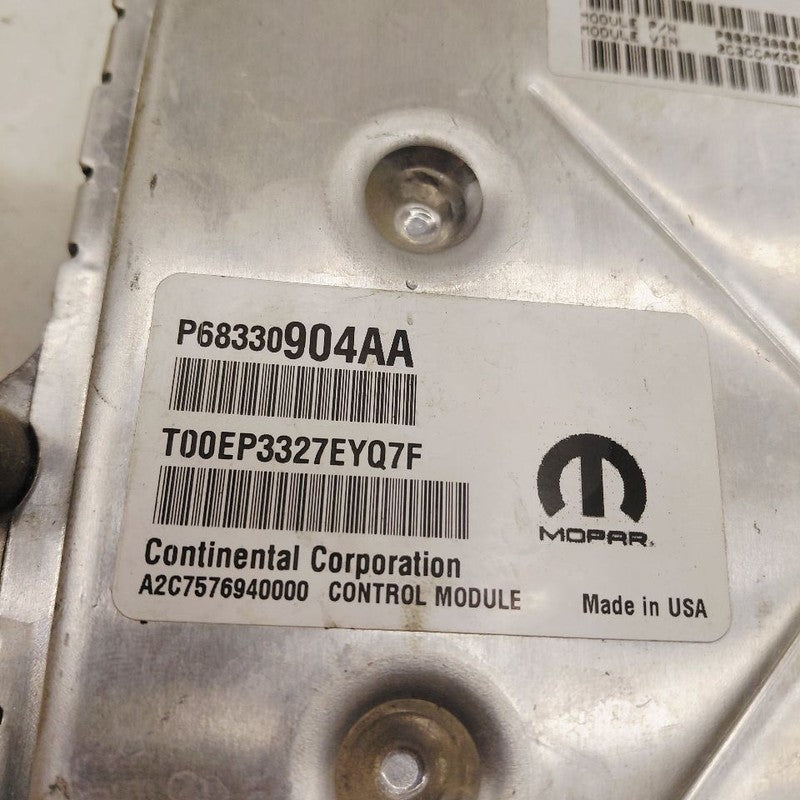 MODULE P/N
MODULE VIN
P68330904AA
T00EP3327EYQ7F
MOPAR
Continental Corporation
A2C7576940000 CONTROL MODULE
Made in USA